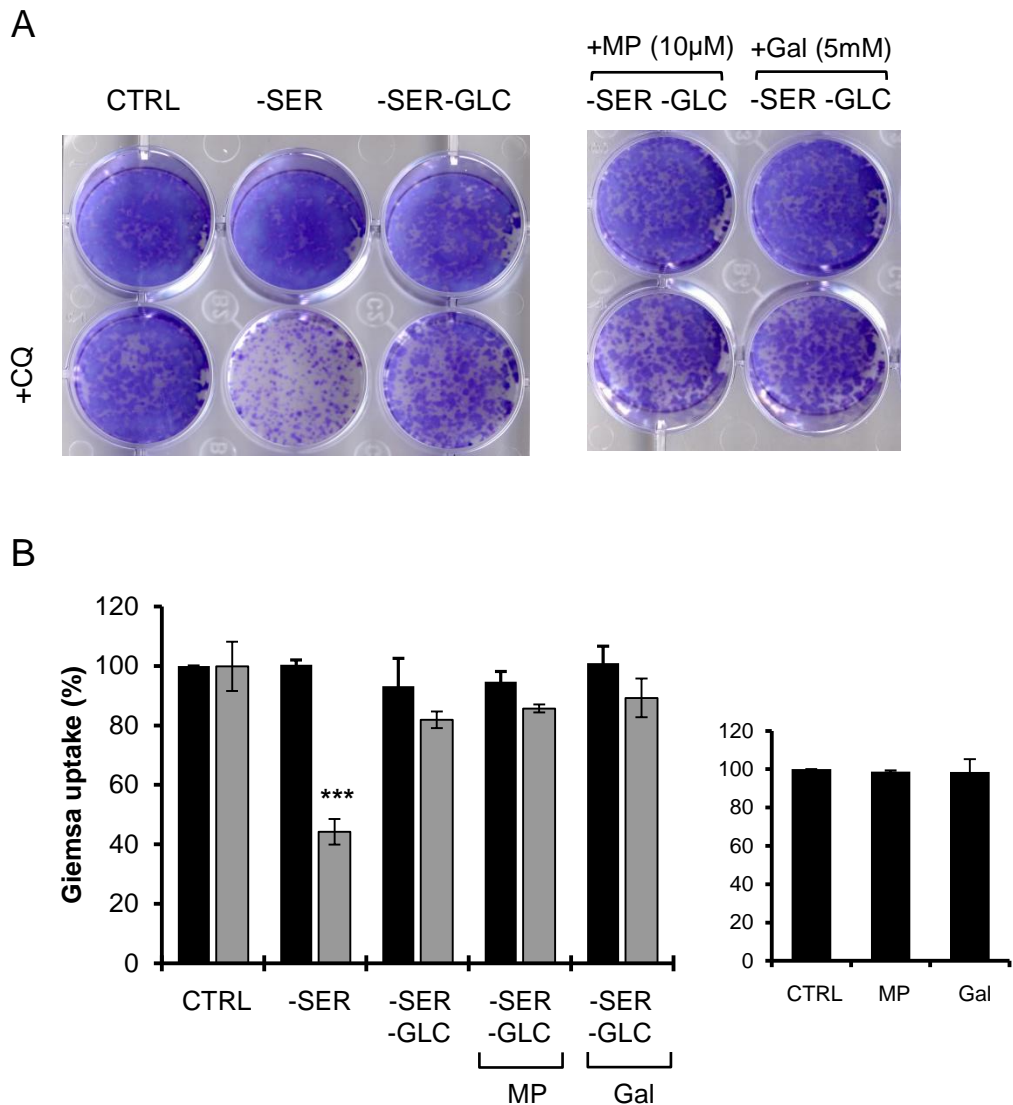 A
+MP (10µM) +Gal (5mM)
CTRL -SER -SER-GLC -SER -GLC -SER -GLC
+CQ
B
Giemsa uptake (%)
120
100
80
60
40
20
0
***
CTRL -SER -SER -SER -SER
-GLC -GLC -GLC
MP Gal
120
100
80
60
40
20
0
CTRL MP Gal